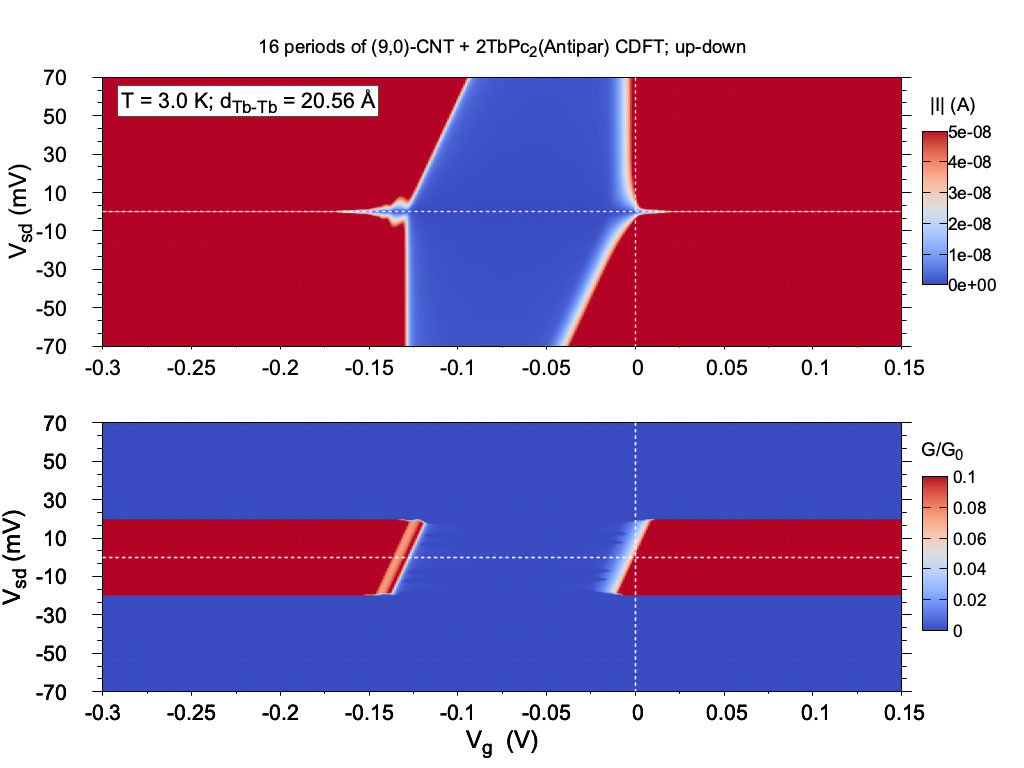 16 periods of (9,0)-CNT + 2TbPc2(Antipar) CDFT; up-down
T = 3.0 K; dTb-Tb = 20.56 Å
|I| (A)
5e-08
4e-08
3e-08
2e-08
1e-08
0e+00
Vsd (mV)
70
50
30
10
-10
-30
-50
-70
-0.3 -0.25 -0.2 -0.15 -0.1 -0.05 0 0.05 0.1 0.15
G/G0
0.1
0.08
0.06
0.04
0.02
0
Vsd (mV)
70
50
30
10
-10
-30
-50
-70
-0.3 -0.25 -0.2 -0.15 -0.1 -0.05 0 0.05 0.1 0.15
Vg (V)